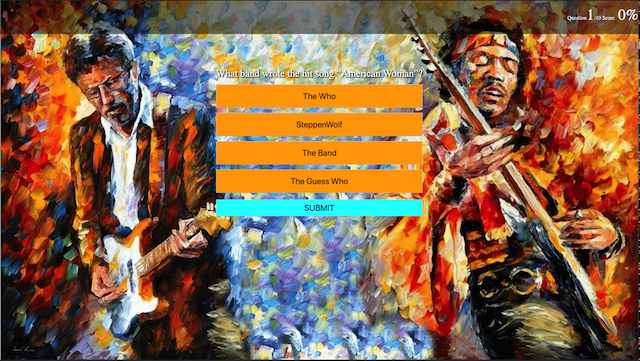 Question 1/10 Score 0%
What band wrote the hit song "American Woman"?
The Who
SteppenWolf
The Band
The Guess Who
SUBMIT